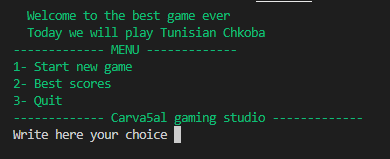 Welcome to the best game ever
Today we will play Tunisian Chkoba
------------- MENU -------------
1- Start new game
2- Best scores
3- Quit
------------- Carva5al gaming studio -------------
Write here your choice